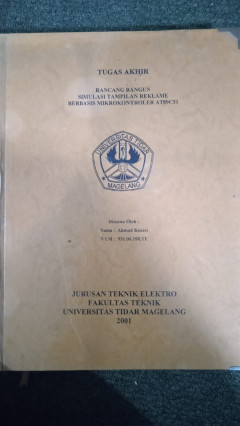 TUGAS AKHIR
RANCANG BANGUN
SIMULASI TAMPILAN REKLAME
BERBASIS MIKROKONTROLER AT89C51
UNIVERSITAS TIDAR
MAGELANG
Disusun Oleh :
Nama : Ahmad
N I M :
JURUSAN TEKNIK ELEKTRO
FAKULTAS TEKNIK
UNIVERSITAS TIDAR MAGELANG
2001